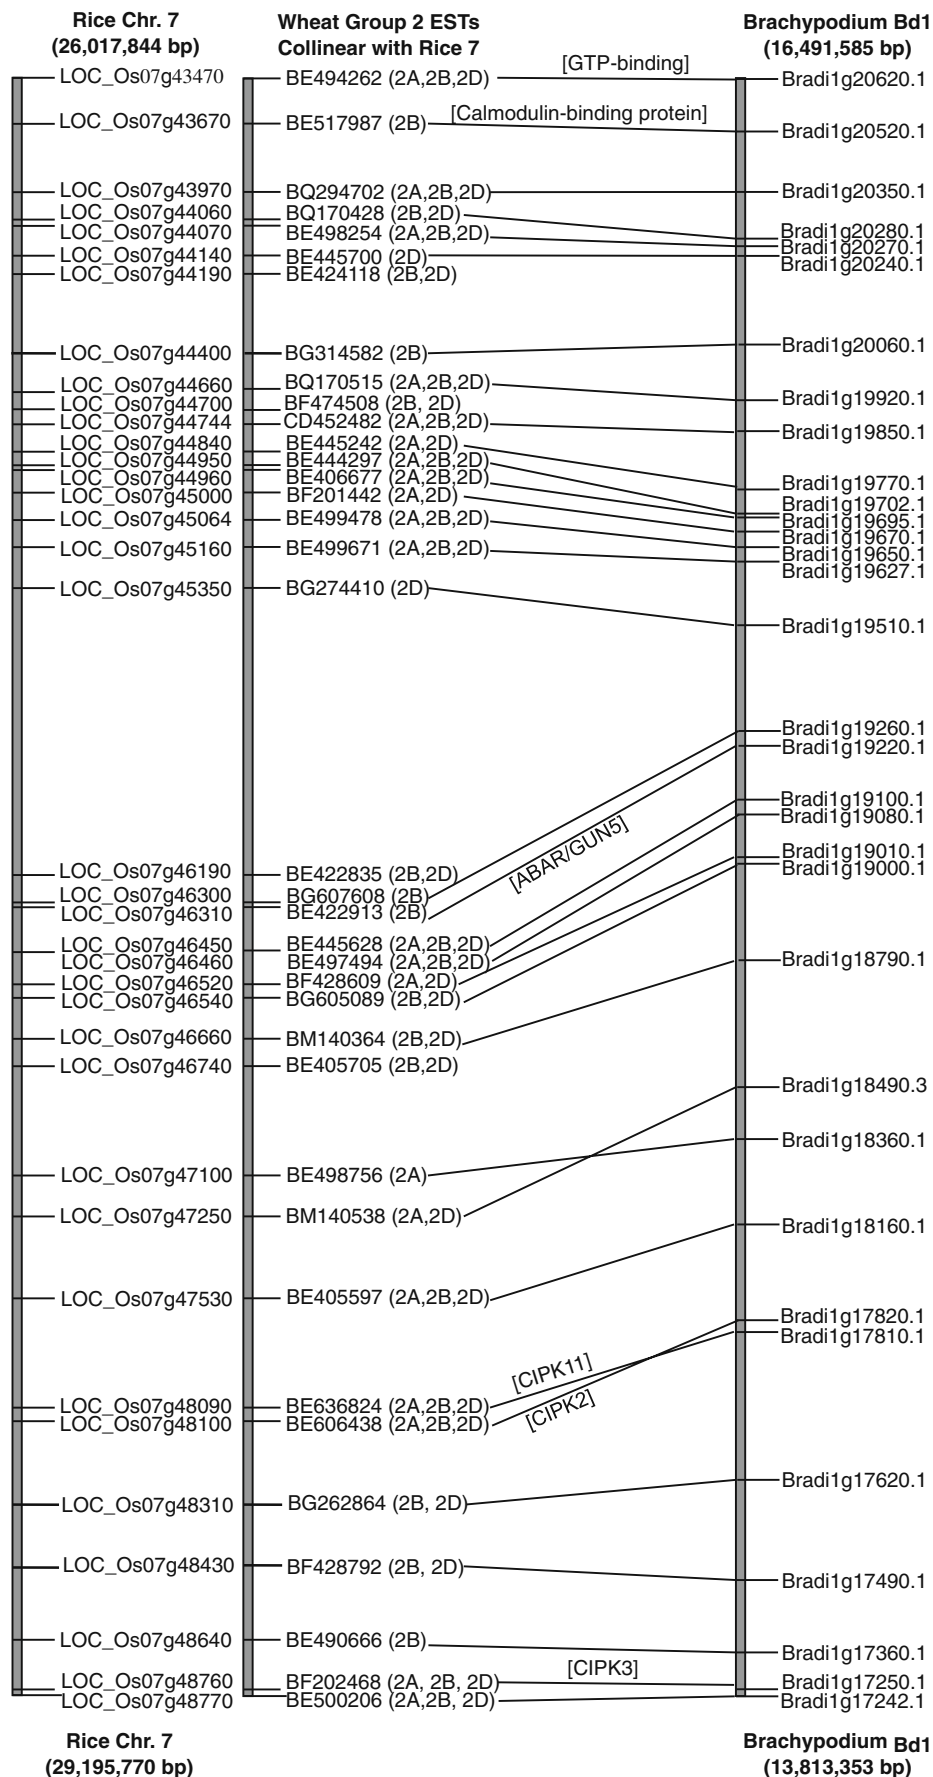 Rice Chr. 7
(26,017,844 bp)
Wheat Group 2 ESTs
Collinear with Rice 7
Brachypodium Bd1
(16,491,585 bp)
LOC_Os07g43470 BE494262 (2A,2B,2D) [GTP-binding] Bradi1g20620.1
LOC_Os07g43670 BE517987 (2B) [Calmodulin-binding protein] Bradi1g20520.1
LOC_Os07g43970 BQ294702 (2A,2B,2D) Bradi1g20350.1
LOC_Os07g44060 BQ170428 (2B,2D) Bradi1g20280.1
LOC_Os07g44070 BE498254 (2A,2B,2D) Bradi1g20270.1
LOC_Os07g44140 BE445700 (2D) Bradi1g20240.1
LOC_Os07g44190 BE424118 (2B,2D)
LOC_Os07g44400 BG314582 (2B) Bradi1g20060.1
LOC_Os07g44660 BQ170515 (2A,2B,2D) Bradi1g19920.1
LOC_Os07g44700 BF474508 (2B, 2D)
LOC_Os07g44744 CD452482 (2A,2B,2D) Bradi1g19850.1
LOC_Os07g44840 BE445242 (2A,2D) Bradi1g19770.1
LOC_Os07g44950 BE444297 (2A,2B,2D) Bradi1g19702.1
LOC_Os07g44960 BE406677 (2A,2B,2D) Bradi1g19695.1
LOC_Os07g45000 BF201442 (2A,2D) Bradi1g19670.1
LOC_Os07g45064 BE499478 (2A,2B,2D) Bradi1g19650.1
LOC_Os07g45160 BE499671 (2A,2B,2D) Bradi1g19627.1
LOC_Os07g45350 BG274410 (2D) Bradi1g19510.1
Bradi1g19260.1
Bradi1g19220.1
Bradi1g19100.1
Bradi1g19080.1
[ABAR/GUN5]
Bradi1g19010.1
Bradi1g19000.1
LOC_Os07g46190 BE422835 (2B,2D)
LOC_Os07g46300 BG607608 (2B)
LOC_Os07g46310 BE422913 (2B)
LOC_Os07g46450 BE445628 (2A,2B,2D)
LOC_Os07g46460 BE497494 (2A,2B,2D) Bradi1g18790.1
LOC_Os07g46520 BF428609 (2A,2D)
LOC_Os07g46540 BG605089 (2B,2D)
LOC_Os07g46660 BM140364 (2B,2D)
LOC_Os07g46740 BE405705 (2B,2D)
Bradi1g18490.3
Bradi1g18360.1
LOC_Os07g47100 BE498756 (2A)
LOC_Os07g47250 BM140538 (2A,2D) Bradi1g18160.1
LOC_Os07g47530 BE405597 (2A,2B,2D)
Bradi1g17820.1
Bradi1g17810.1
[CIPK11]
LOC_Os07g48090 BE636824 (2A,2B,2D)
[CIPK2]
LOC_Os07g48100 BE606438 (2A,2B,2D)
Bradi1g17620.1
LOC_Os07g48310 BG262864 (2B, 2D)
LOC_Os07g48430 BF428792 (2B, 2D) Bradi1g17490.1
LOC_Os07g48640 BE490666 (2B) Bradi1g17360.1
[CIPK3]
LOC_Os07g48760 BF202468 (2A, 2B, 2D) Bradi1g17250.1
LOC_Os07g48770 BE500206 (2A,2B, 2D) Bradi1g17242.1
Rice Chr. 7
(29,195,770 bp)
Brachypodium Bd1
(13,813,353 bp)